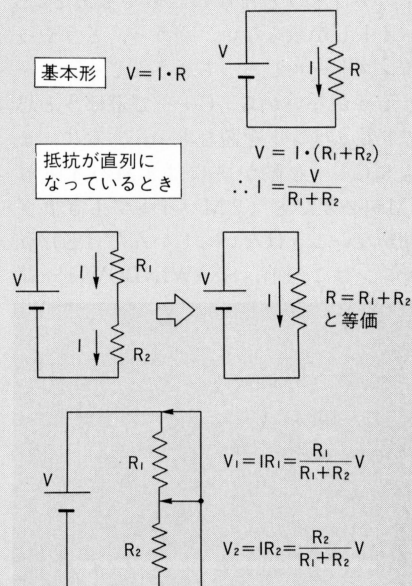 V
基本形 V=I・R
I
R
抵抗が直列に
なっているとき
V = I・(R₁+R₂)
∴ I = V/(R₁+R₂)
V
I
R₁
I
R₂
V
I
R=R₁+R₂
と等価
V
R₁
R₂
V₁=IR₁= R₁/(R₁+R₂) V
V₂=IR₂= R₂/(R₁+R₂) V